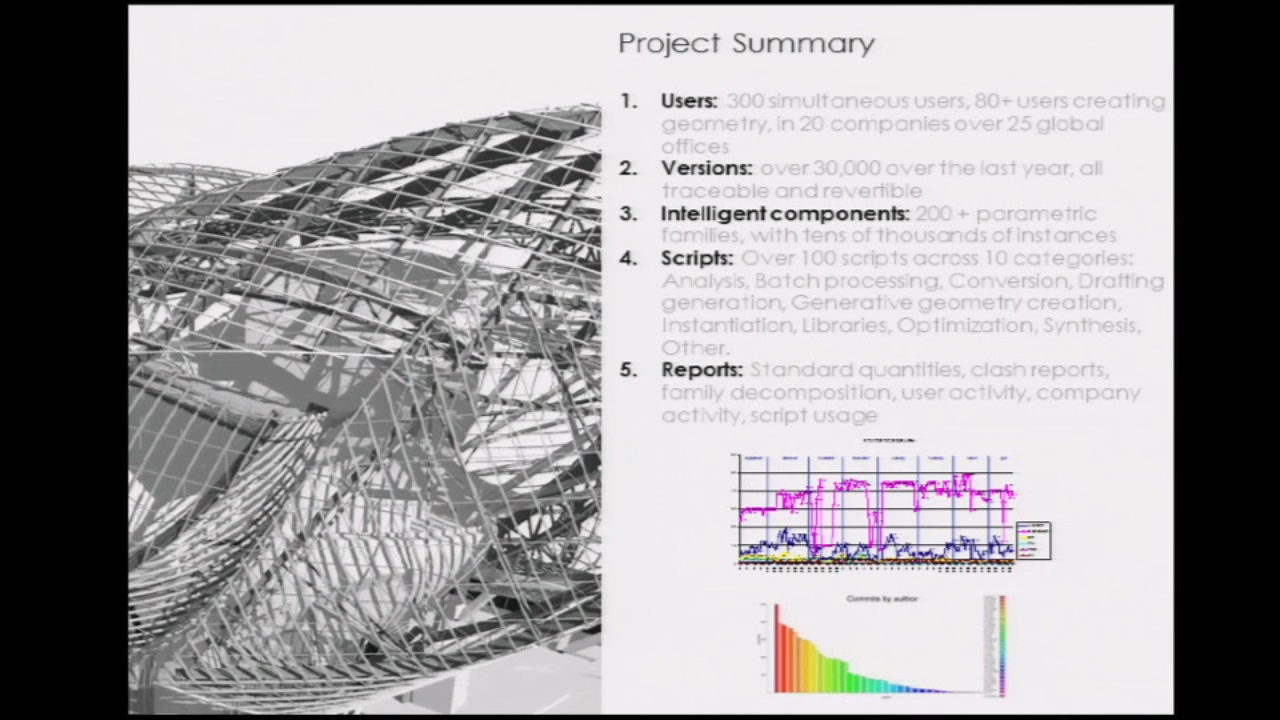 Project Summary
1. Users: 300 simultaneous users, 80+ users creating
geometry, in 20 companies over 25 global
offices
2. Versions: over 30,000 over the last year, all
traceable and revertible
3. Intelligent components: 200 + parametric
families, with tens of thousands of instances
4. Scripts: Over 100 scripts across 10 categories:
Analysis, Batch processing, Conversion, Drafting
generation, Generative geometry creation,
Instantiation, Libraries, Optimization, Synthesis,
Other.
5. Reports: Standard quantities, clash reports,
family decomposition, user activity, company
activity, script usage
Commits by author